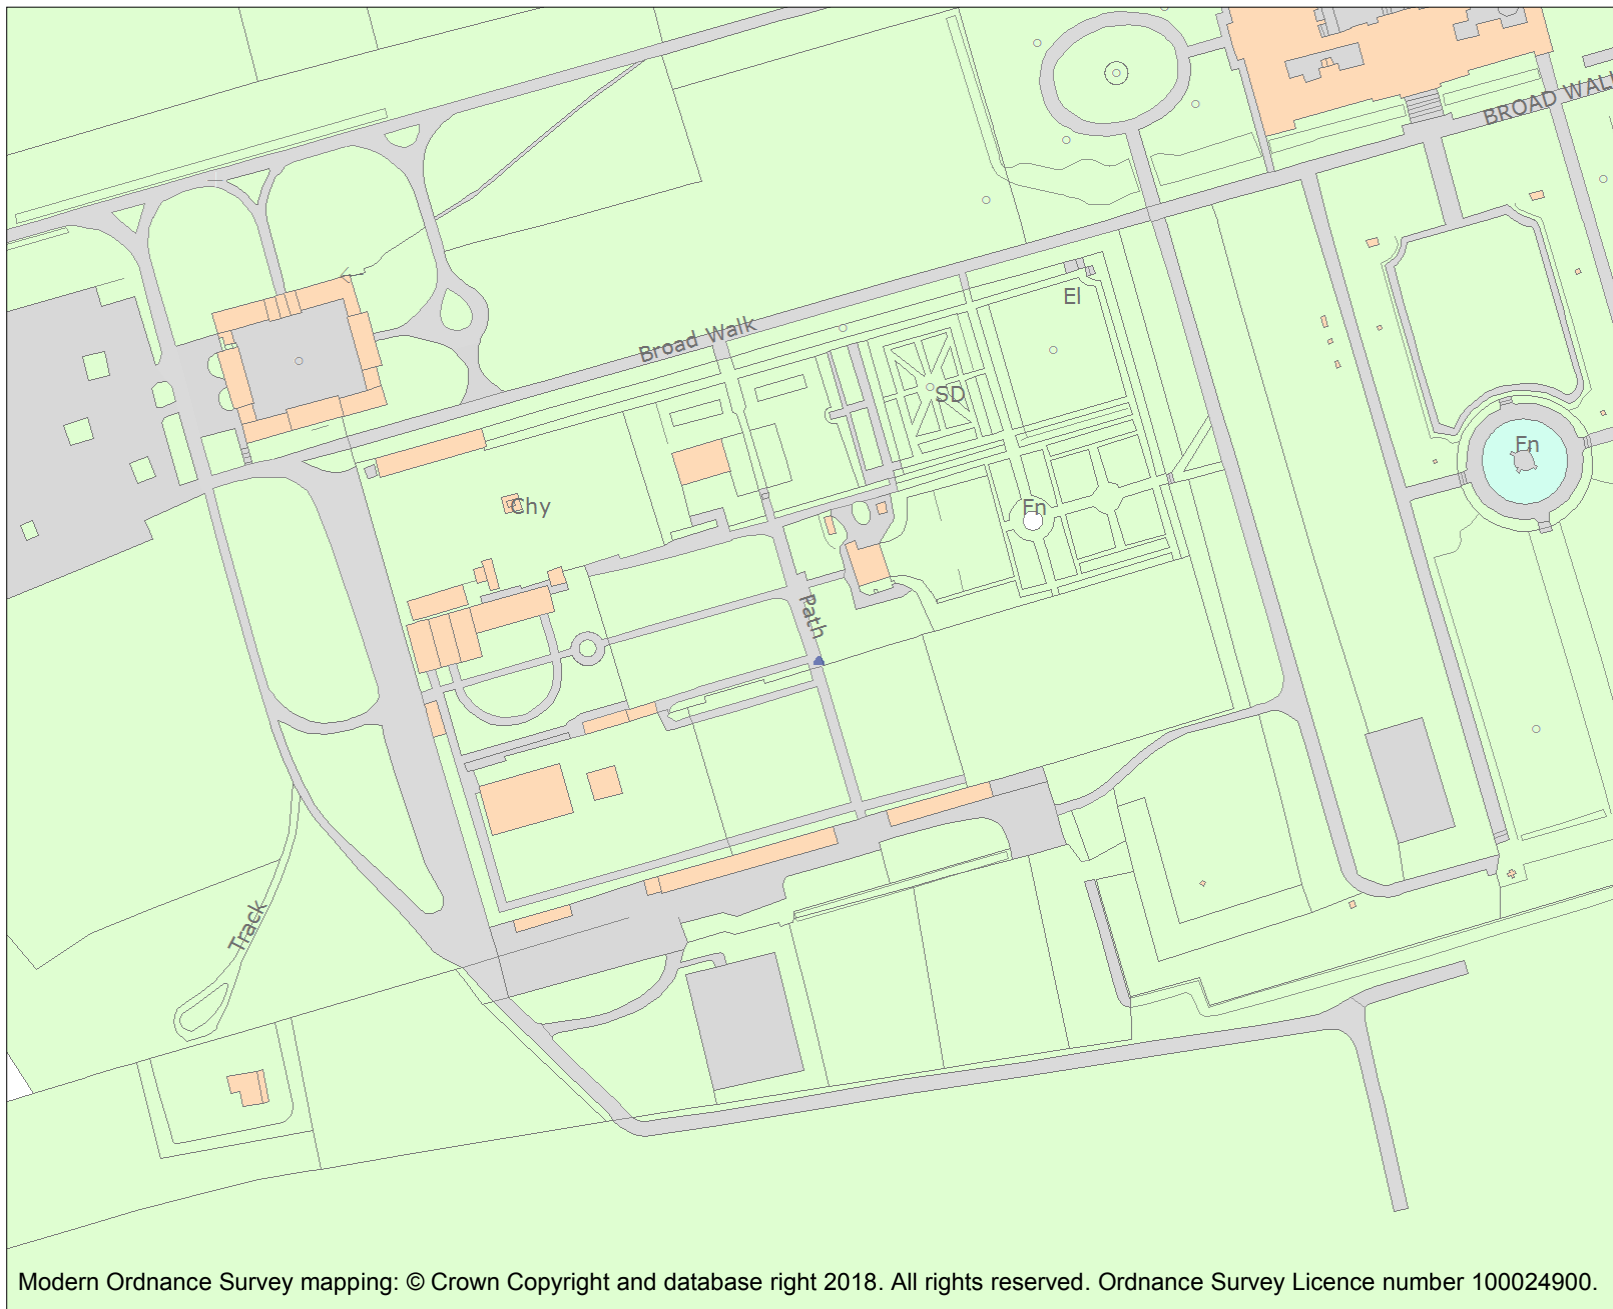 BROAD WALK
El
Broad Walk
SD
Fn
Chy
Fn
Path
Track
Modern Ordnance Survey mapping: © Crown Copyright and database right 2018. All rights reserved. Ordnance Survey Licence number 100024900.